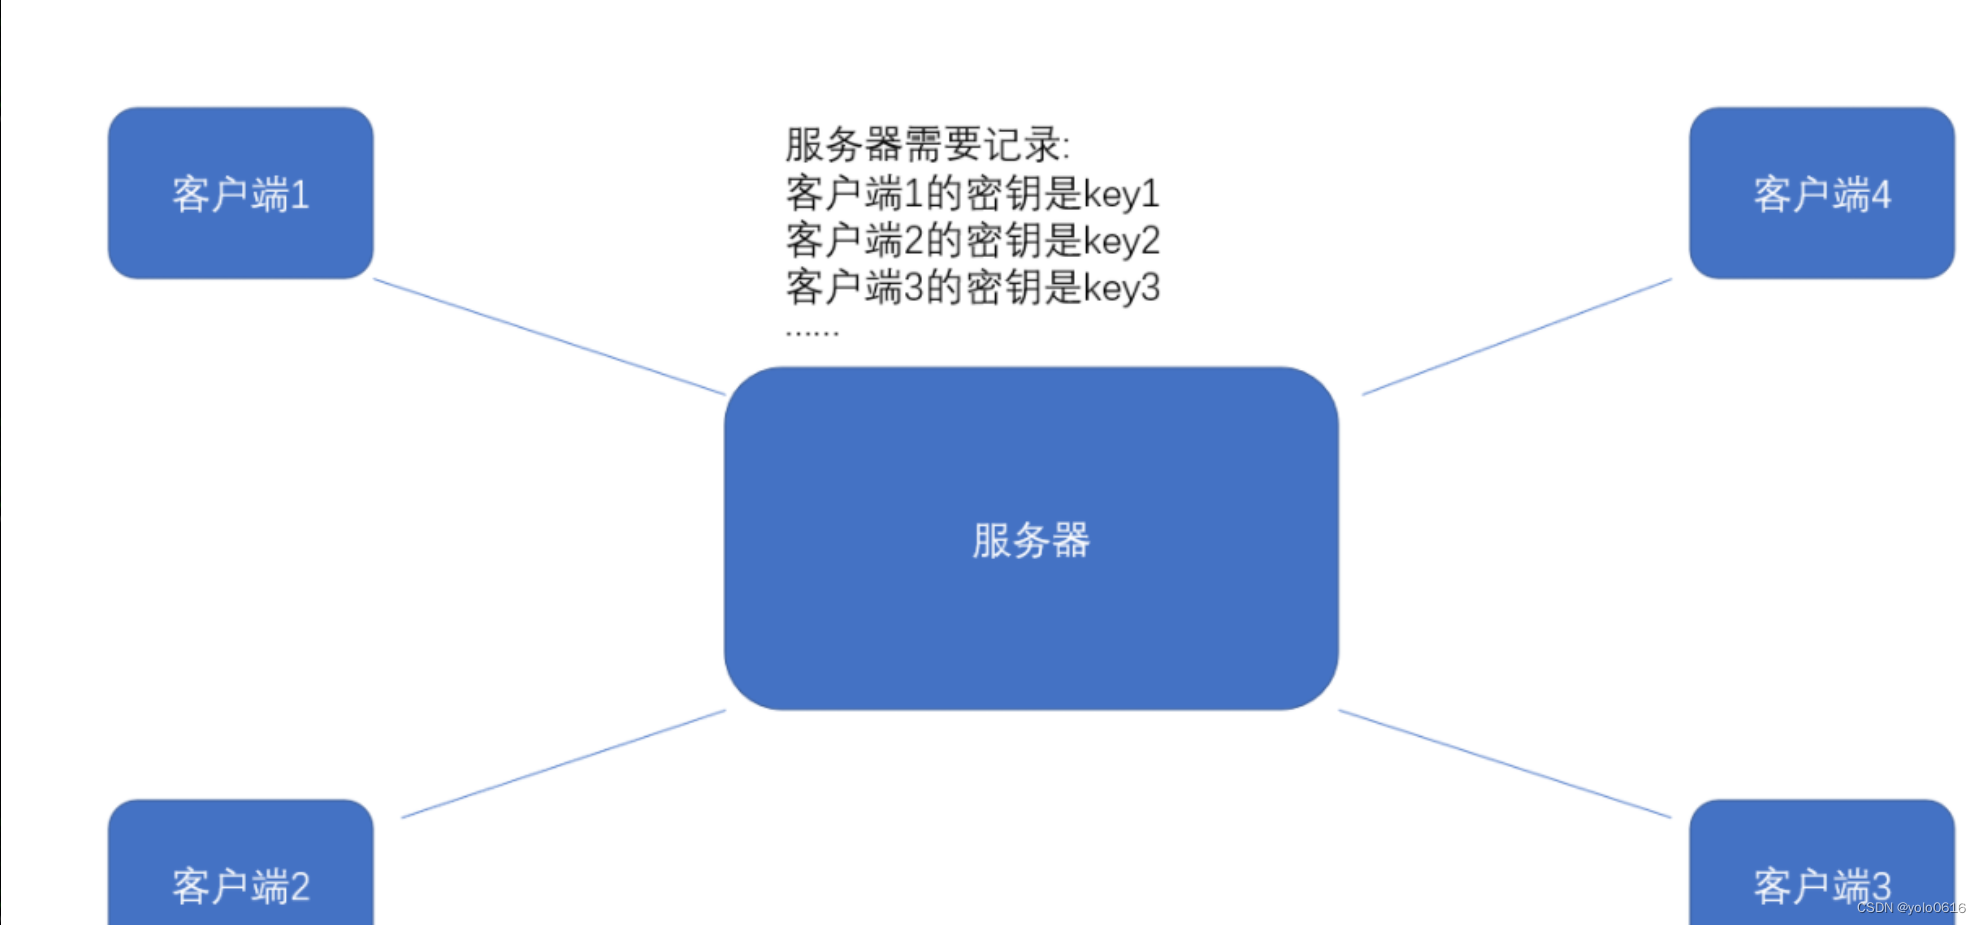 服务器需要记录:
客户端1的密钥是key1
客户端2的密钥是key2
客户端3的密钥是key3
......
客户端1
客户端4
服务器
客户端2
客户端3
CSDN @yolo0616